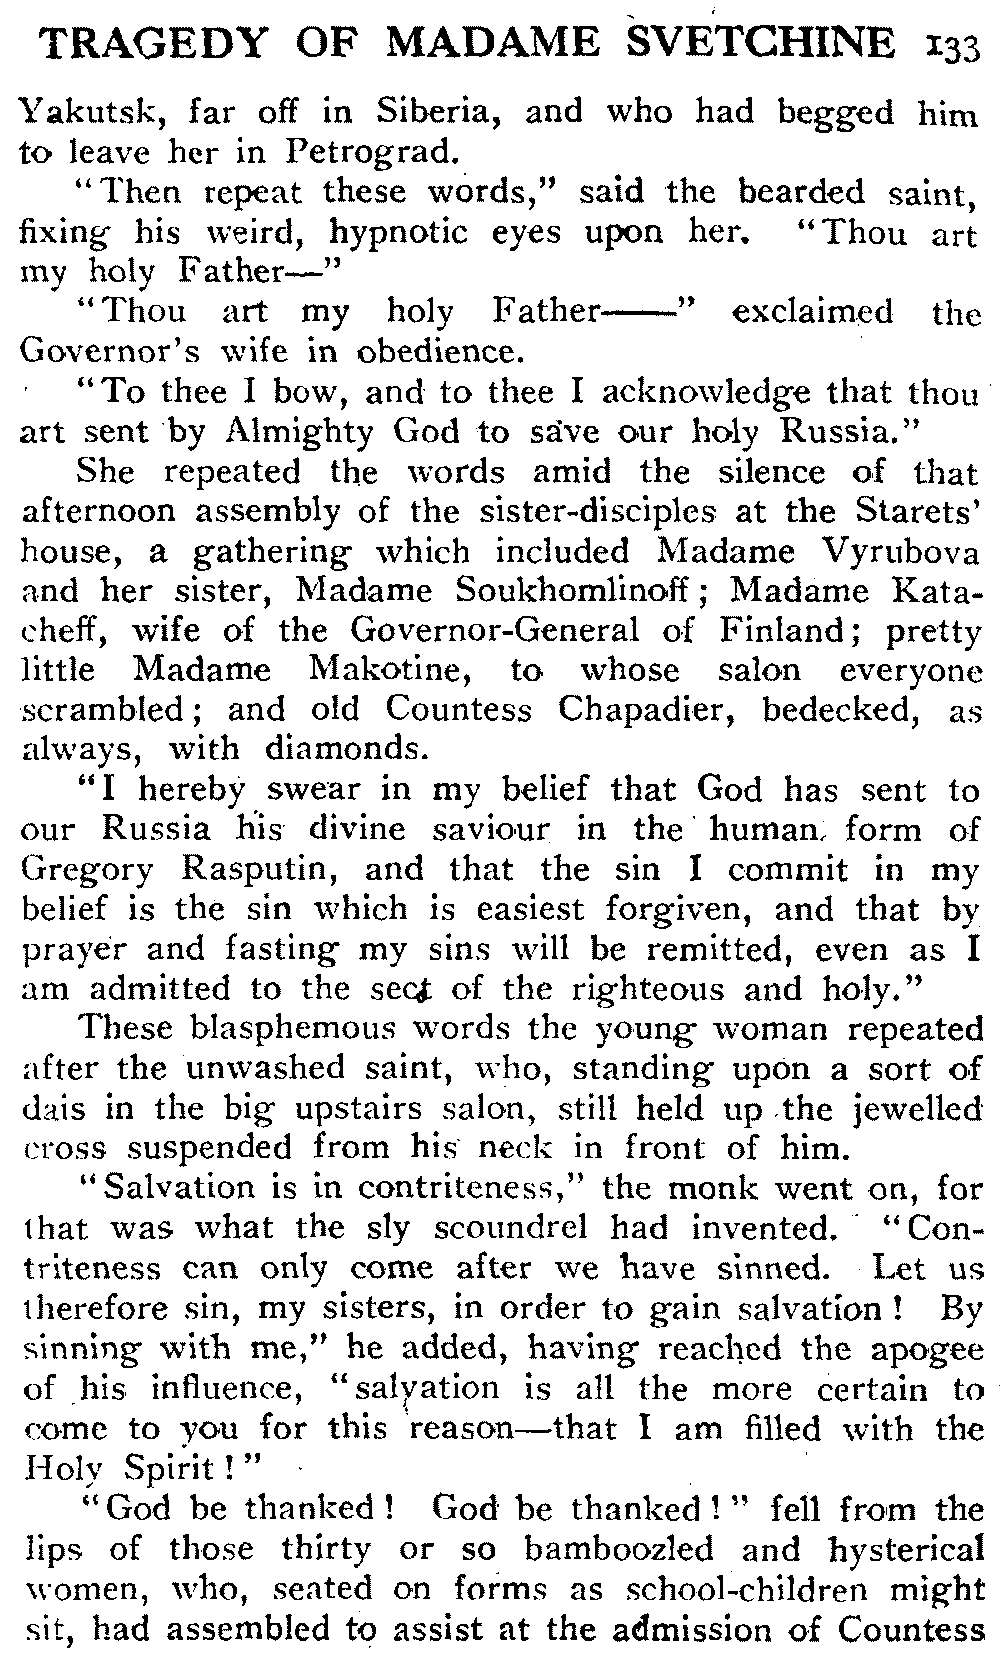 TRAGEDY OF MADAME SVETCHINE 133
Yakutsk, far off in Siberia, and who had begged him
to leave her in Petrograd.
"Then repeat these words," said the bearded saint,
fixing his weird, hypnotic eyes upon her. "Thou art
my holy Father—"
"Thou art my holy Father——" exclaimed the
Governor's wife in obedience.
"To thee I bow, and to thee I acknowledge that thou
art sent by Almighty God to save our holy Russia."
She repeated the words amid the silence of that
afternoon assembly of the sister-disciples at the Starets'
house, a gathering which included Madame Vyrubova
and her sister, Madame Soukhomlinoff; Madame Kata-
cheff, wife of the Governor-General of Finland; pretty
little Madame Makotine, to whose salon everyone
scrambled; and old Countess Chapadier, bedecked, as
always, with diamonds.
"I hereby swear in my belief that God has sent to
our Russia his divine saviour in the human form of
Gregory Rasputin, and that the sin I commit in my
belief is the sin which is easiest forgiven, and that by
prayer and fasting my sins will be remitted, even as I
am admitted to the sect of the righteous and holy."
These blasphemous words the young woman repeated
after the unwashed saint, who, standing upon a sort of
dais in the big upstairs salon, still held up the jewelled
cross suspended from his neck in front of him.
"Salvation is in contriteness," the monk went on, for
that was what the sly scoundrel had invented. "Con-
triteness can only come after we have sinned. Let us
therefore sin, my sisters, in order to gain salvation! By
sinning with me," he added, having reached the apogee
of his influence, "salvation is all the more certain to
come to you for this reason—that I am filled with the
Holy Spirit!"
"God be thanked! God be thanked!" fell from the
lips of those thirty or so bamboozled and hysterical
women, who, seated on forms as school-children might
sit, had assembled to assist at the admission of Countess